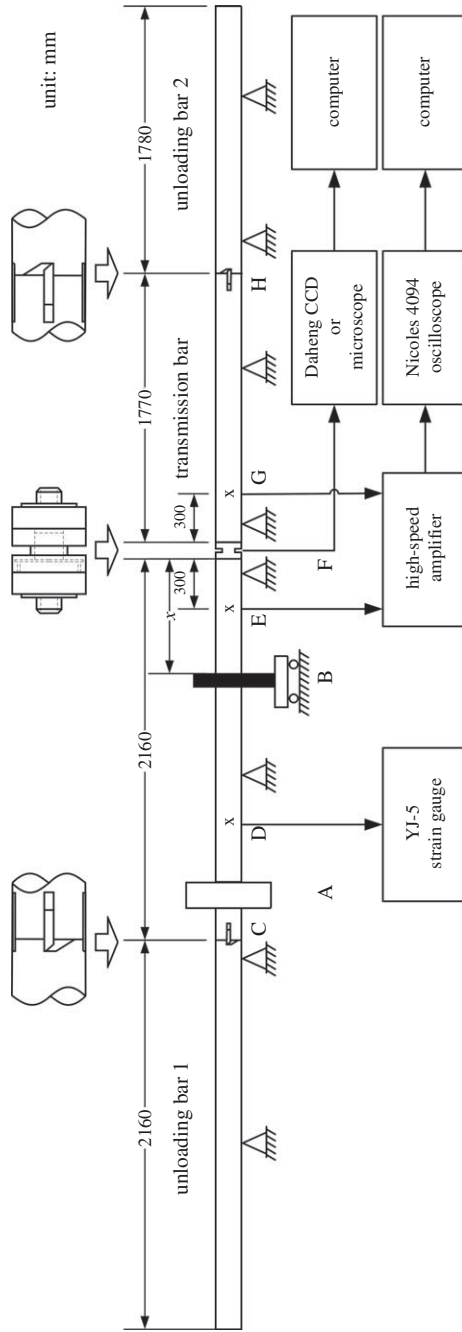 unit: mm
2160
2160
1770
1780
unloading bar 1
transmission bar
unloading bar 2
x
300
300
x
x
x
C
A
D
B
E
F
G
H
YJ-5
strain gauge
high-speed
amplifier
Daheng CCD
or
microscope
Nicoles 4094
oscilloscope
computer
computer